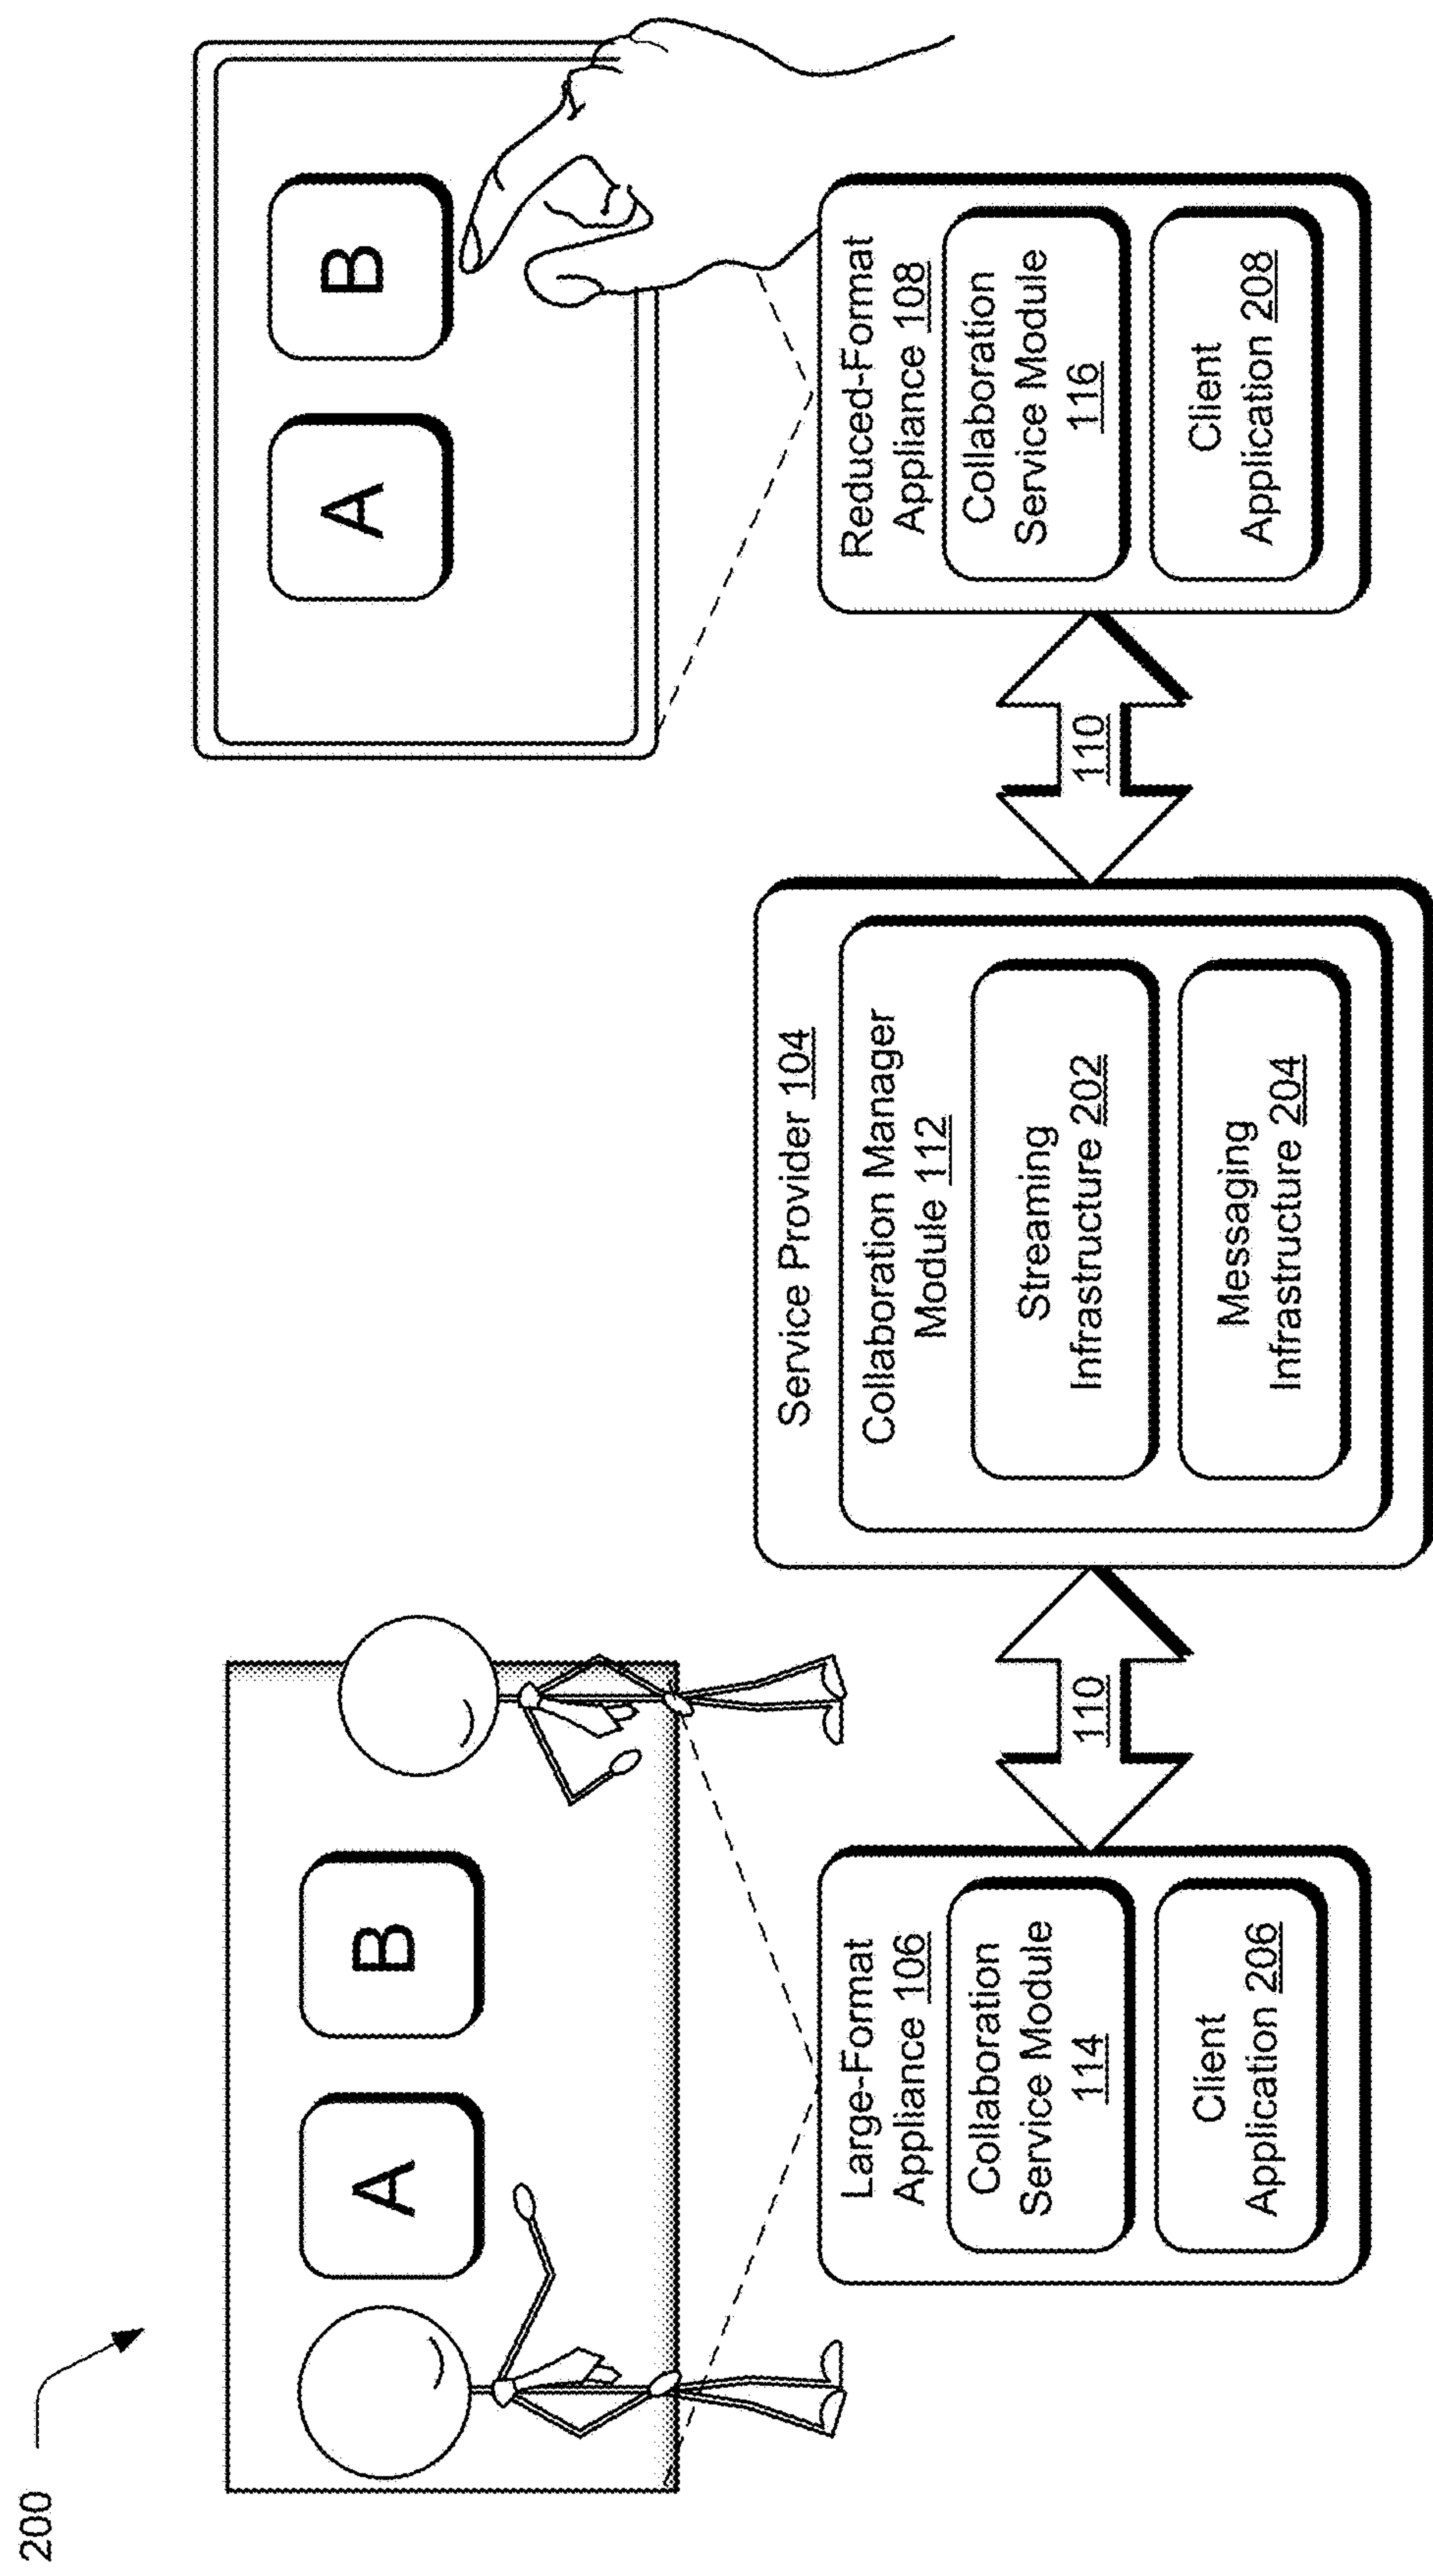 200
A
B
A
B
Large-Format
Appliance 106
Collaboration
Service Module
114
Client
Application 206
110
Service Provider 104
Collaboration Manager
Module 112
Streaming
Infrastructure 202
Messaging
Infrastructure 204
110
Reduced-Format
Appliance 108
Collaboration
Service Module
116
Client
Application 208